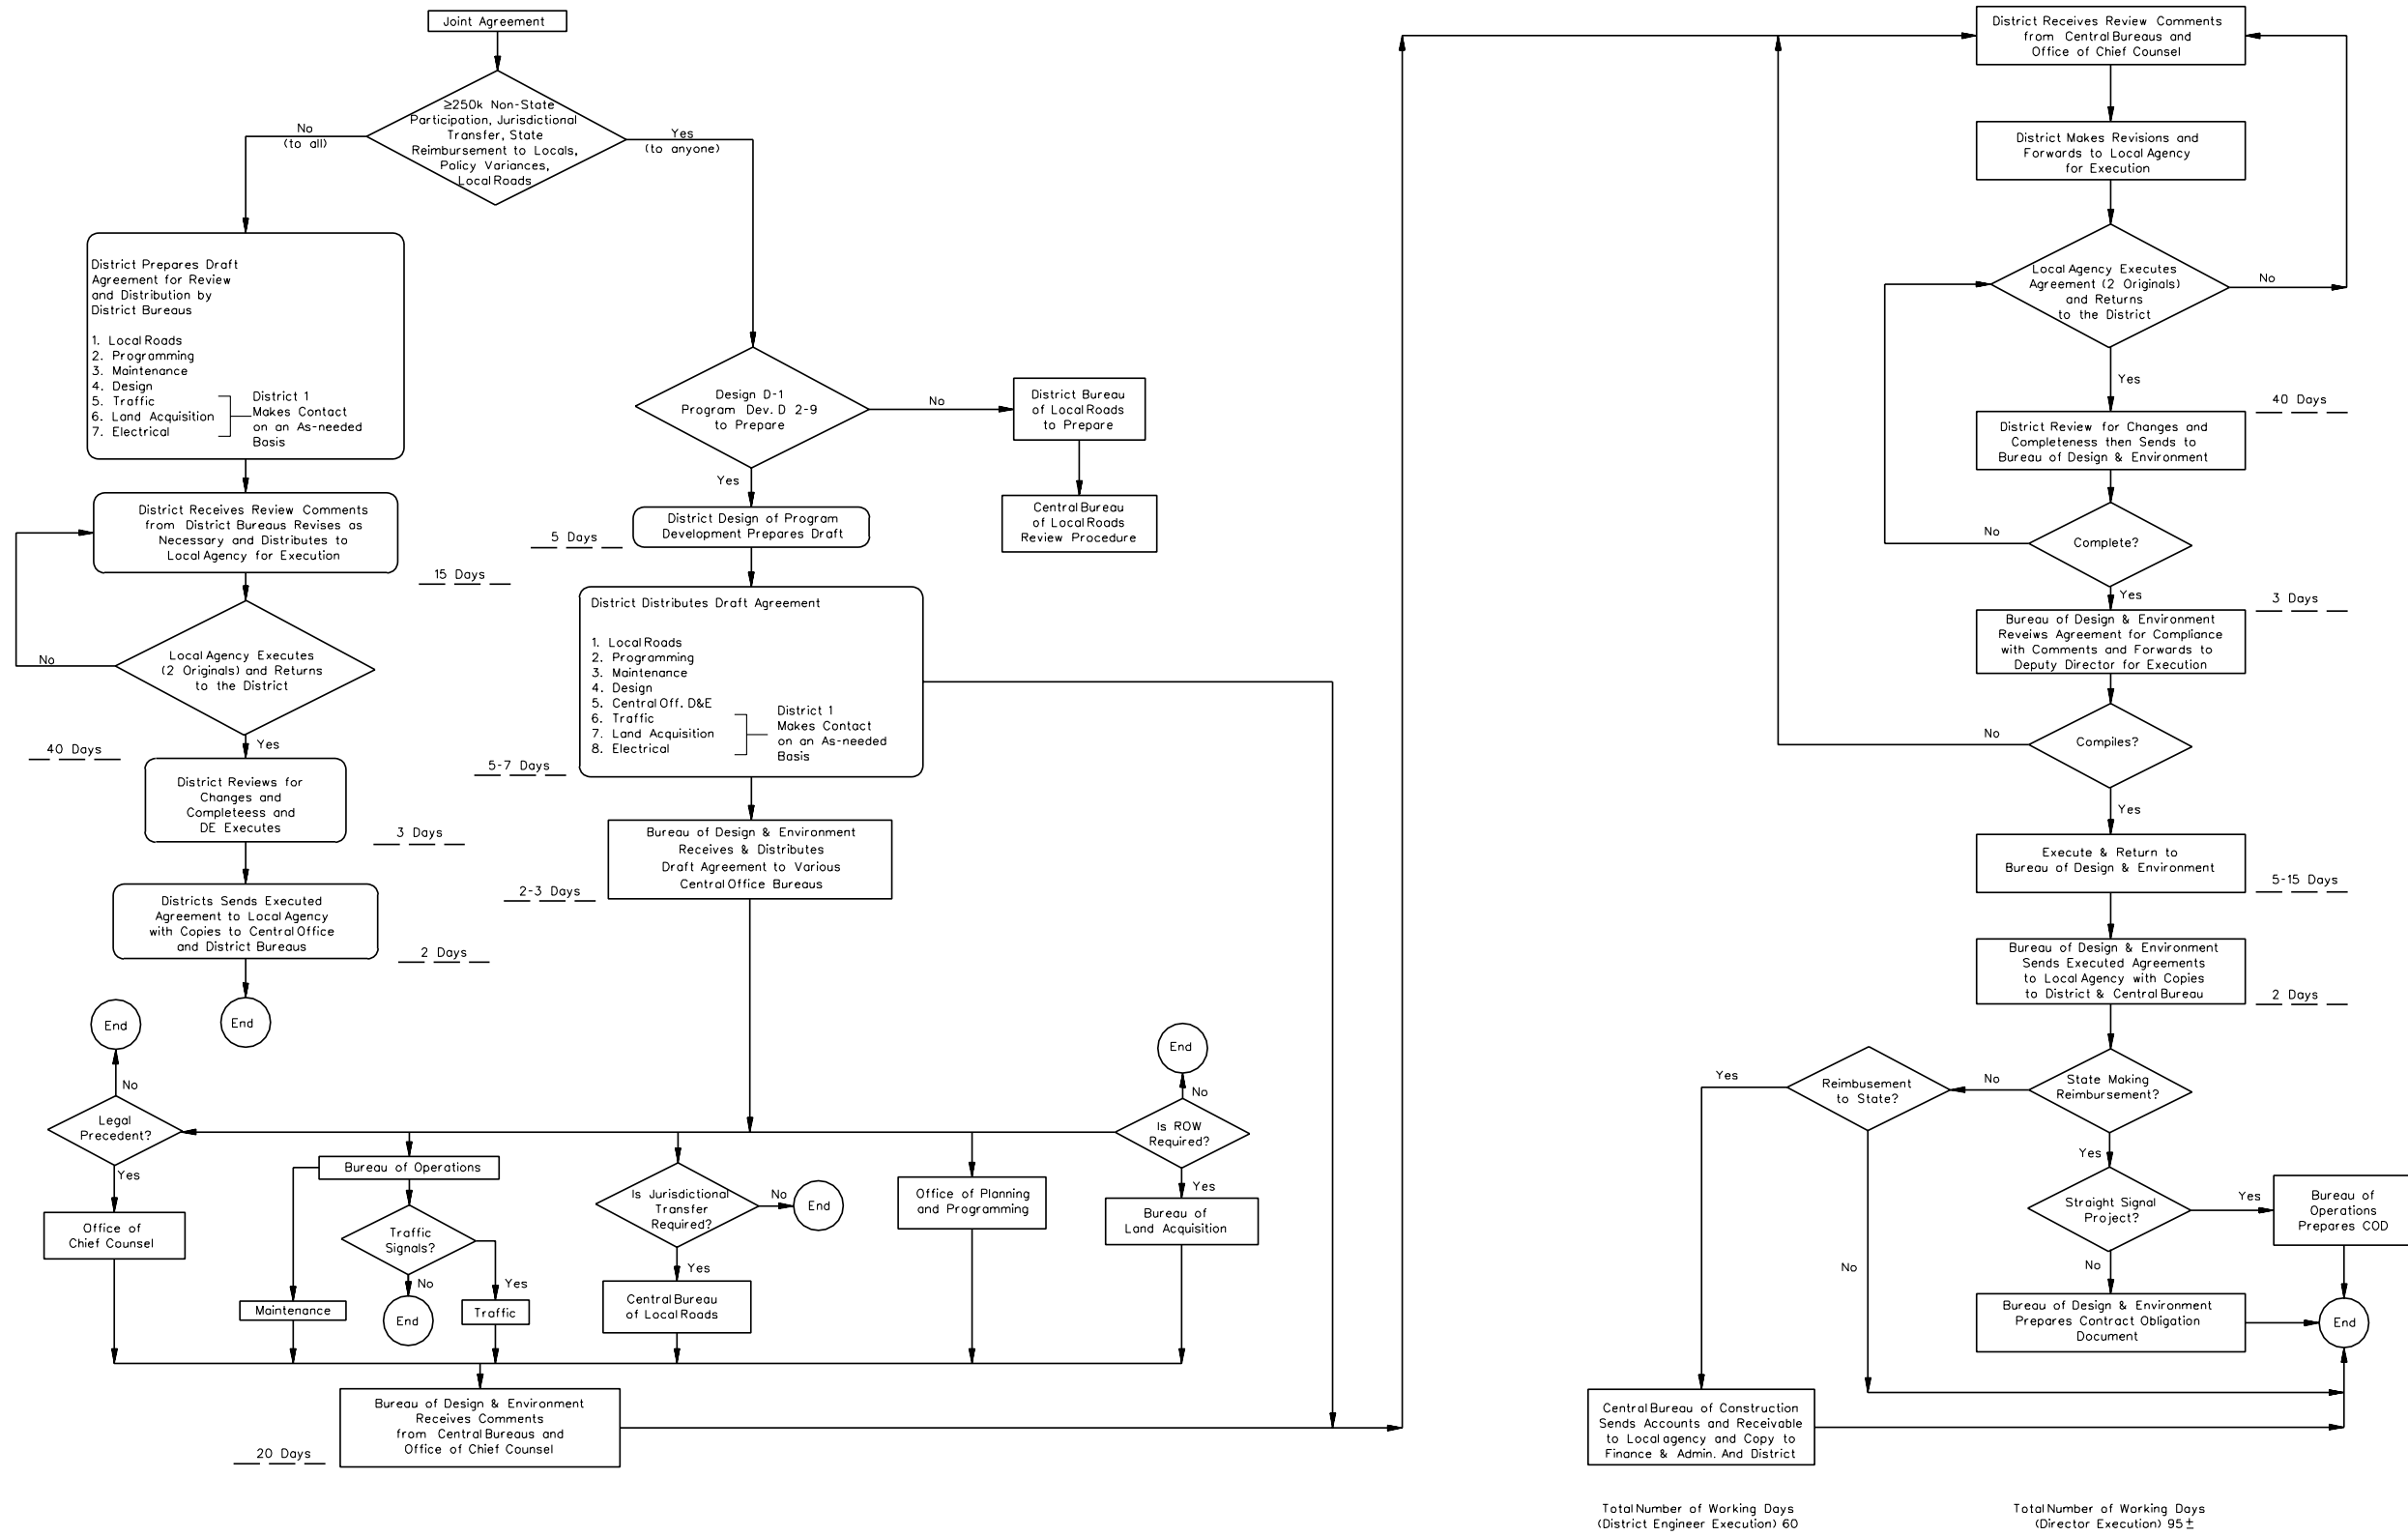 Joint Agreement
≥250k Non-State
Participation, Jurisdictional
Transfer, State
Reimbursement to Locals,
Policy Variances,
Local Roads
No
(to all)
Yes
(to anyone)
District Prepares Draft
Agreement for Review
and Distribution by
District Bureaus
1. Local Roads
2. Programming
3. Maintenance
4. Design
5. Traffic
6. Land Acquisition
7. Electrical
District 1
Makes Contact
on an As-needed
Basis
District Receives Review Comments
from District Bureaus Revises as
Necessary and Distributes to
Local Agency for Execution
15 Days
Local Agency Executes
(2 Originals) and Returns
to the District
No
Yes
40 Days
District Reviews for
Changes and
Completeess and
DE Executes
3 Days
Districts Sends Executed
Agreement to Local Agency
with Copies to Central Office
and District Bureaus
2 Days
End
Design D-1
Program Dev. D 2-9
to Prepare
No
District Bureau
of Local Roads
to Prepare
Central Bureau
of Local Roads
Review Procedure
Yes
District Design of Program
Development Prepares Draft
5 Days
District Distributes Draft Agreement
1. Local Roads
2. Programming
3. Maintenance
4. Design
5. Central Off. D&E
6. Traffic
7. Land Acquisition
8. Electrical
District 1
Makes Contact
on an As-needed
Basis
5-7 Days
Bureau of Design & Environment
Receives & Distributes
Draft Agreement to Various
Central Office Bureaus
2-3 Days
End
No
Legal
Precedent?
Yes
Office of
Chief Counsel
Bureau of Operations
Traffic
Signals?
No
End
Yes
Maintenance
Traffic
Is Jurisdictional
Transfer
Required?
No
End
Yes
Central Bureau
of Local Roads
Office of Planning
and Programming
End
No
Is ROW
Required?
Yes
Bureau of
Land Acquisition
Bureau of Design & Environment
Receives Comments
from Central Bureaus and
Office of Chief Counsel
20 Days
District Receives Review Comments
from Central Bureaus and
Office of Chief Counsel
District Makes Revisions and
Forwards to Local Agency
for Execution
Local Agency Executes
Agreement (2 Originals)
and Returns
to the District
No
Yes
40 Days
District Review for Changes and
Completeness then Sends to
Bureau of Design & Environment
Complete?
No
Yes
3 Days
Bureau of Design & Environment
Reveiws Agreement for Compliance
with Comments and Forwards to
Deputy Director for Execution
Compiles?
No
Yes
Execute & Return to
Bureau of Design & Environment
5-15 Days
Bureau of Design & Environment
Sends Executed Agreements
to Local Agency with Copies
to District & Central Bureau
2 Days
State Making
Reimbursement?
No
Reimbusement
to State?
Yes
No
Yes
Straight Signal
Project?
Yes
Bureau of
Operations
Prepares COD
No
Bureau of Design & Environment
Prepares Contract Obligation
Document
End
Central Bureau of Construction
Sends Accounts and Receivable
to Local agency and Copy to
Finance & Admin. And District
Total Number of Working Days
(District Engineer Execution) 60
Total Number of Working Days
(Director Execution) 95±